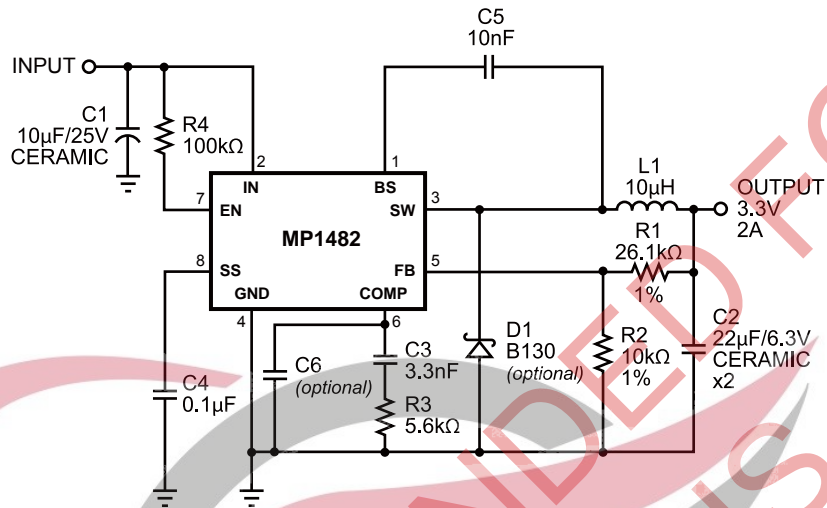 C5
10nF
INPUT
C1
10µF/25V
CERAMIC
R4
100kΩ
2
1
IN
BS
L1
10µH
OUTPUT
3.3V
2A
7
EN
SW
3
MP1482
R1
26.1kΩ
1%
8
SS
FB
5
GND
COMP
4
6
D1
B130
(optional)
R2
10kΩ
1%
C2
22µF/6.3V
CERAMIC
x2
C3
3.3nF
C6
(optional)
C4
0.1µF
R3
5.6kΩ